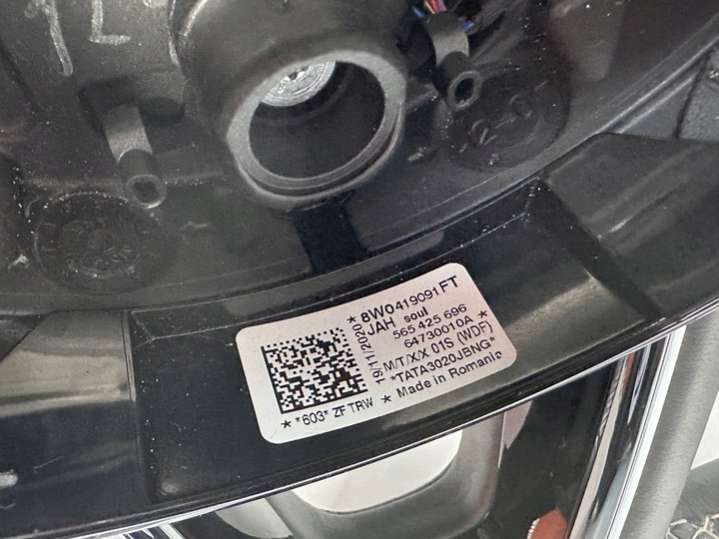 *8W0419091FT
JAH soul
565 425 696
64730010A *
M/T/X/X 01S (WDF)
*TATA3020JBNG*
* Made in Romania
19/11/2020
* *603* ZF TRW